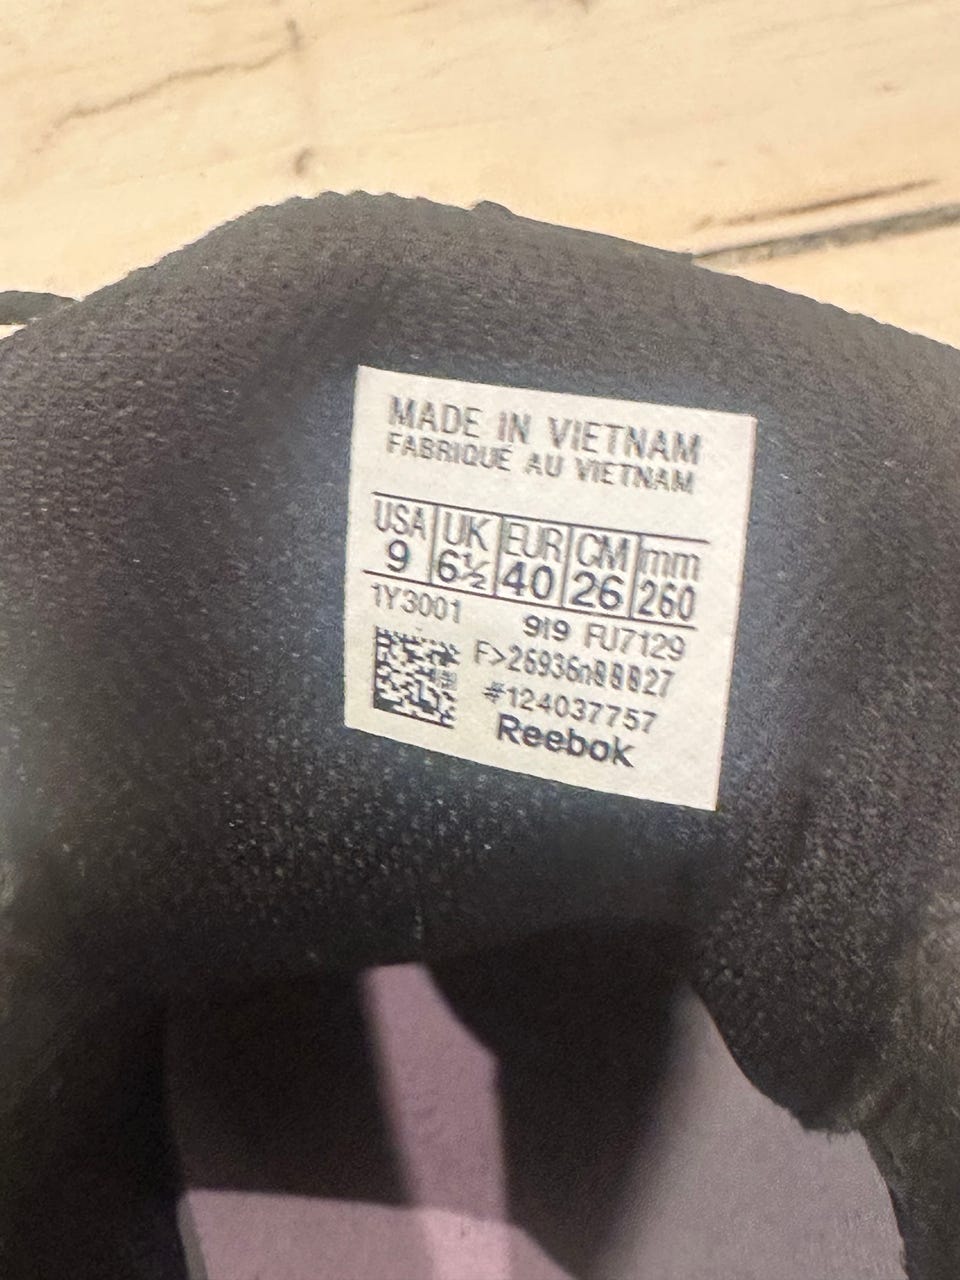 MADE IN VIETNAM
FABRIQUÉ AU VIETNAM
USA UK EUR CM mm
9 6½ 40 26 260
1Y3001 919 FU7129
#124037757
Reebok